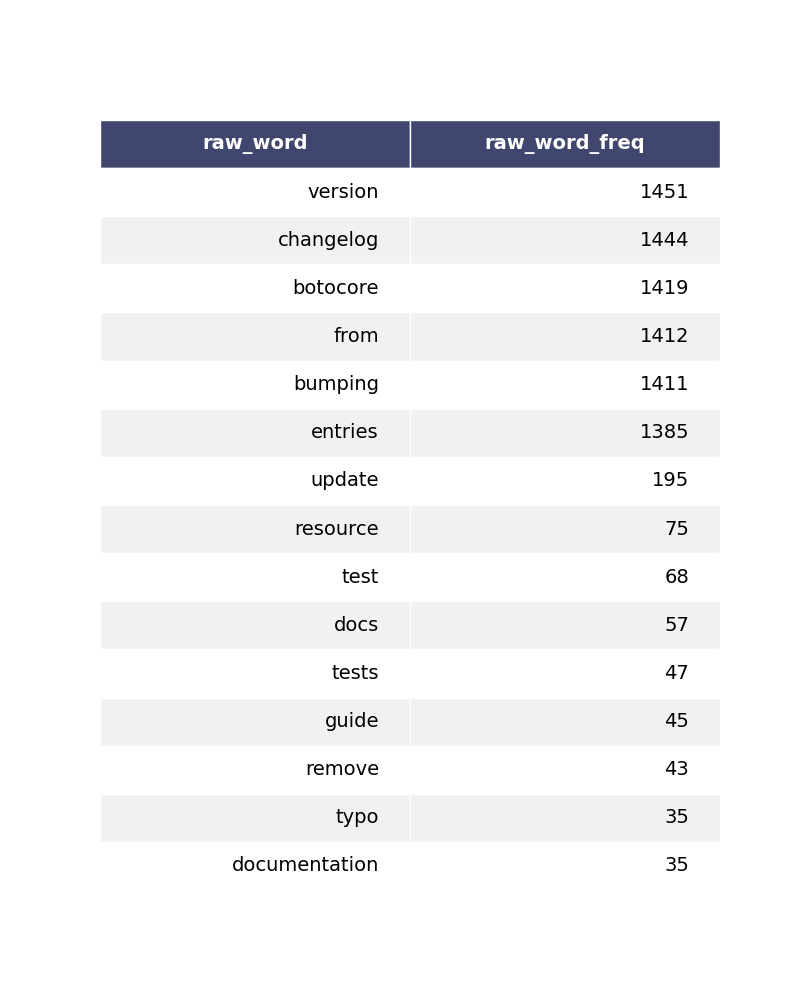 raw_word raw_word_freq
version 1451
changelog 1444
botocore 1419
from 1412
bumping 1411
entries 1385
update 195
resource 75
test 68
docs 57
tests 47
guide 45
remove 43
typo 35
documentation 35